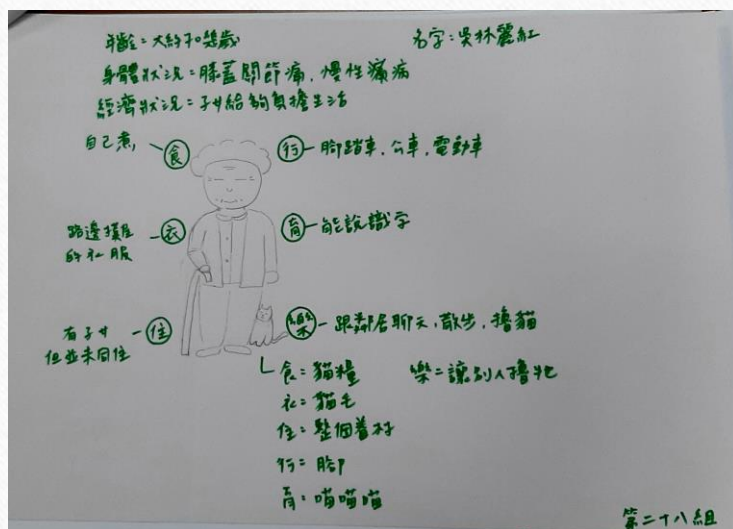 年齡：大約70幾歲
名字：吳林麗紅
身體狀況：膝蓋關節痛，慢性疾病
經濟狀況：子女給夠負擔生活
自己煮，食
行 腳踏車，公車，電動車
路邊攤
的衣服
衣
育 能說識字
有子女
但並未同住
住
樂 跟鄰居聊天，散步，擼貓
食：貓糧
樂：讓別人擼牠
衣：貓毛
住：整個眷村
行：腳
育：喵喵喵
第二十八組